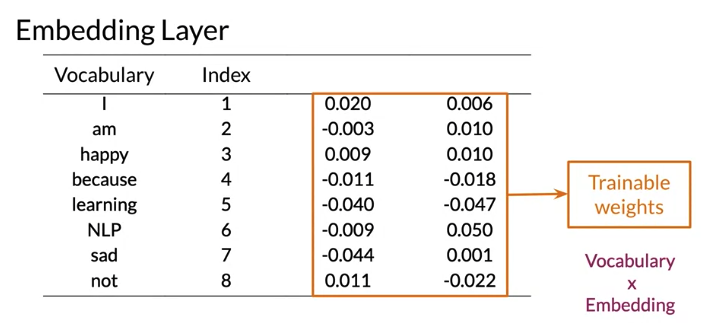 Embedding Layer
Vocabulary Index
I 1 0.020 0.006
am 2 -0.003 0.010
happy 3 0.009 0.010
because 4 -0.011 -0.018
learning 5 -0.040 -0.047
NLP 6 -0.009 0.050
sad 7 -0.044 0.001
not 8 0.011 -0.022
Trainable
weights
Vocabulary
x
Embedding